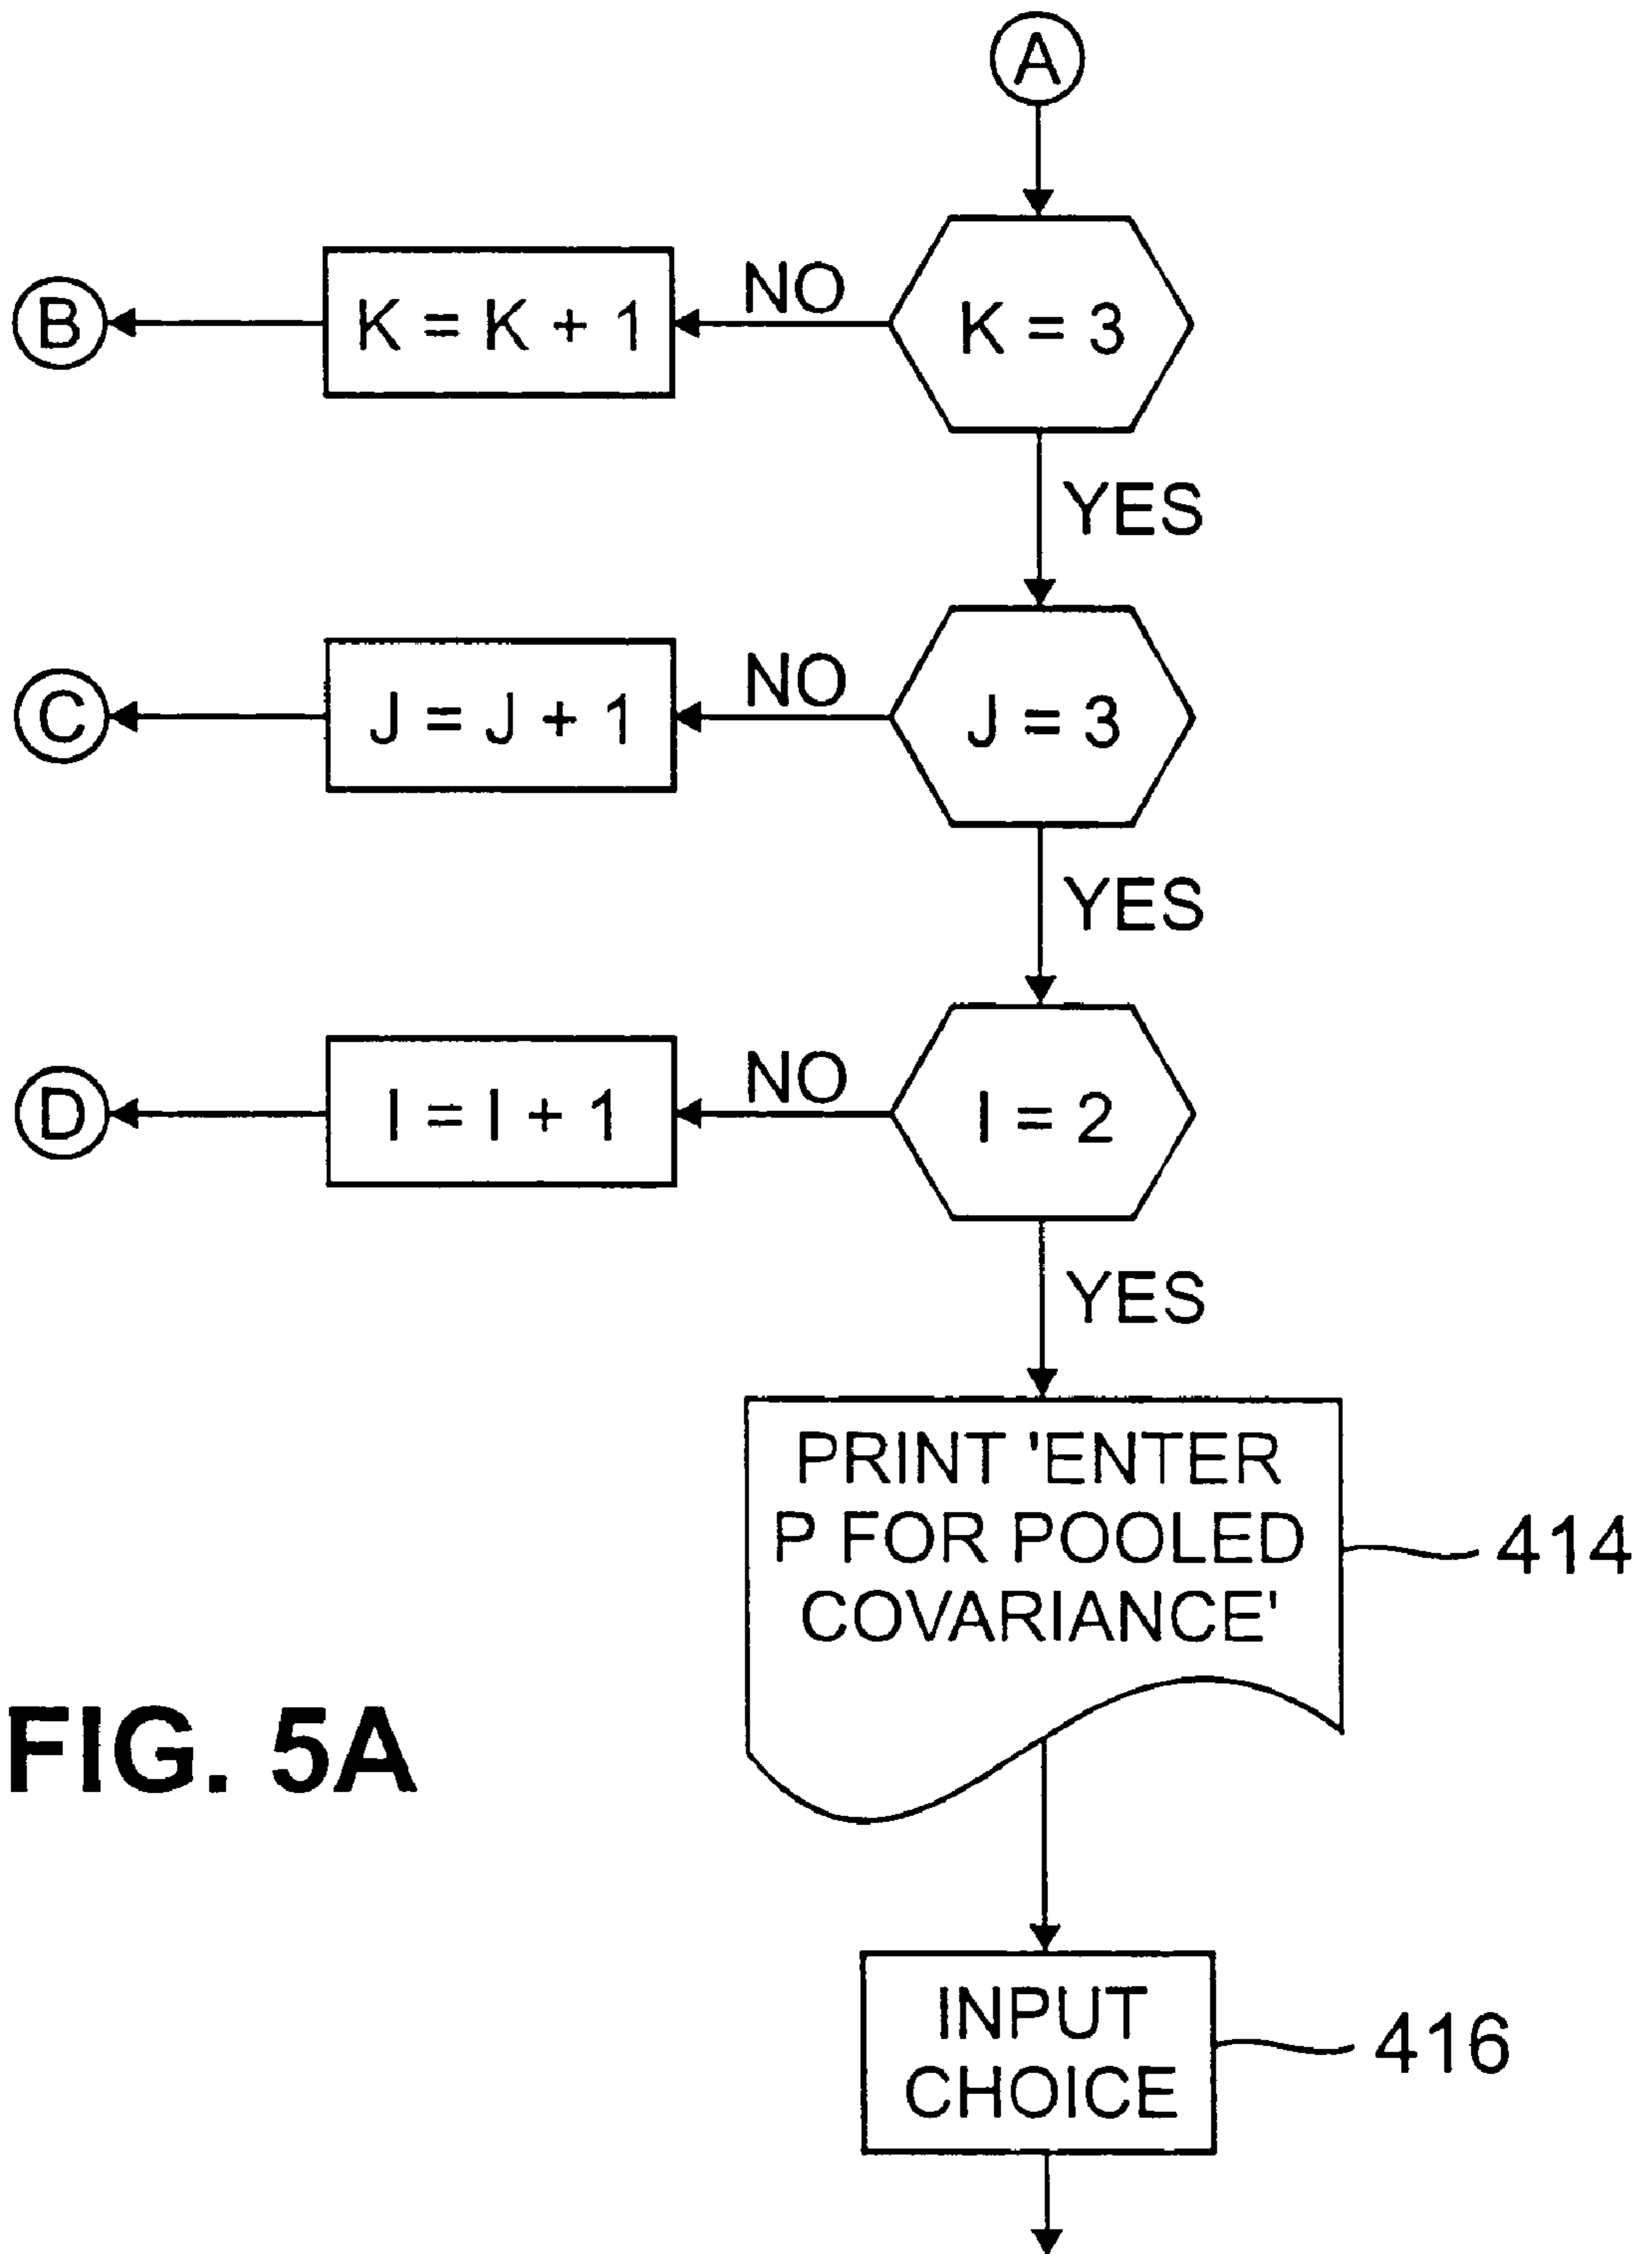 A
B
K = K + 1
NO
K = 3
YES
C
J = J + 1
NO
J = 3
YES
D
I = I + 1
NO
I = 2
YES
PRINT 'ENTER
P FOR POOLED
COVARIANCE'
414
FIG. 5A
INPUT
CHOICE
416